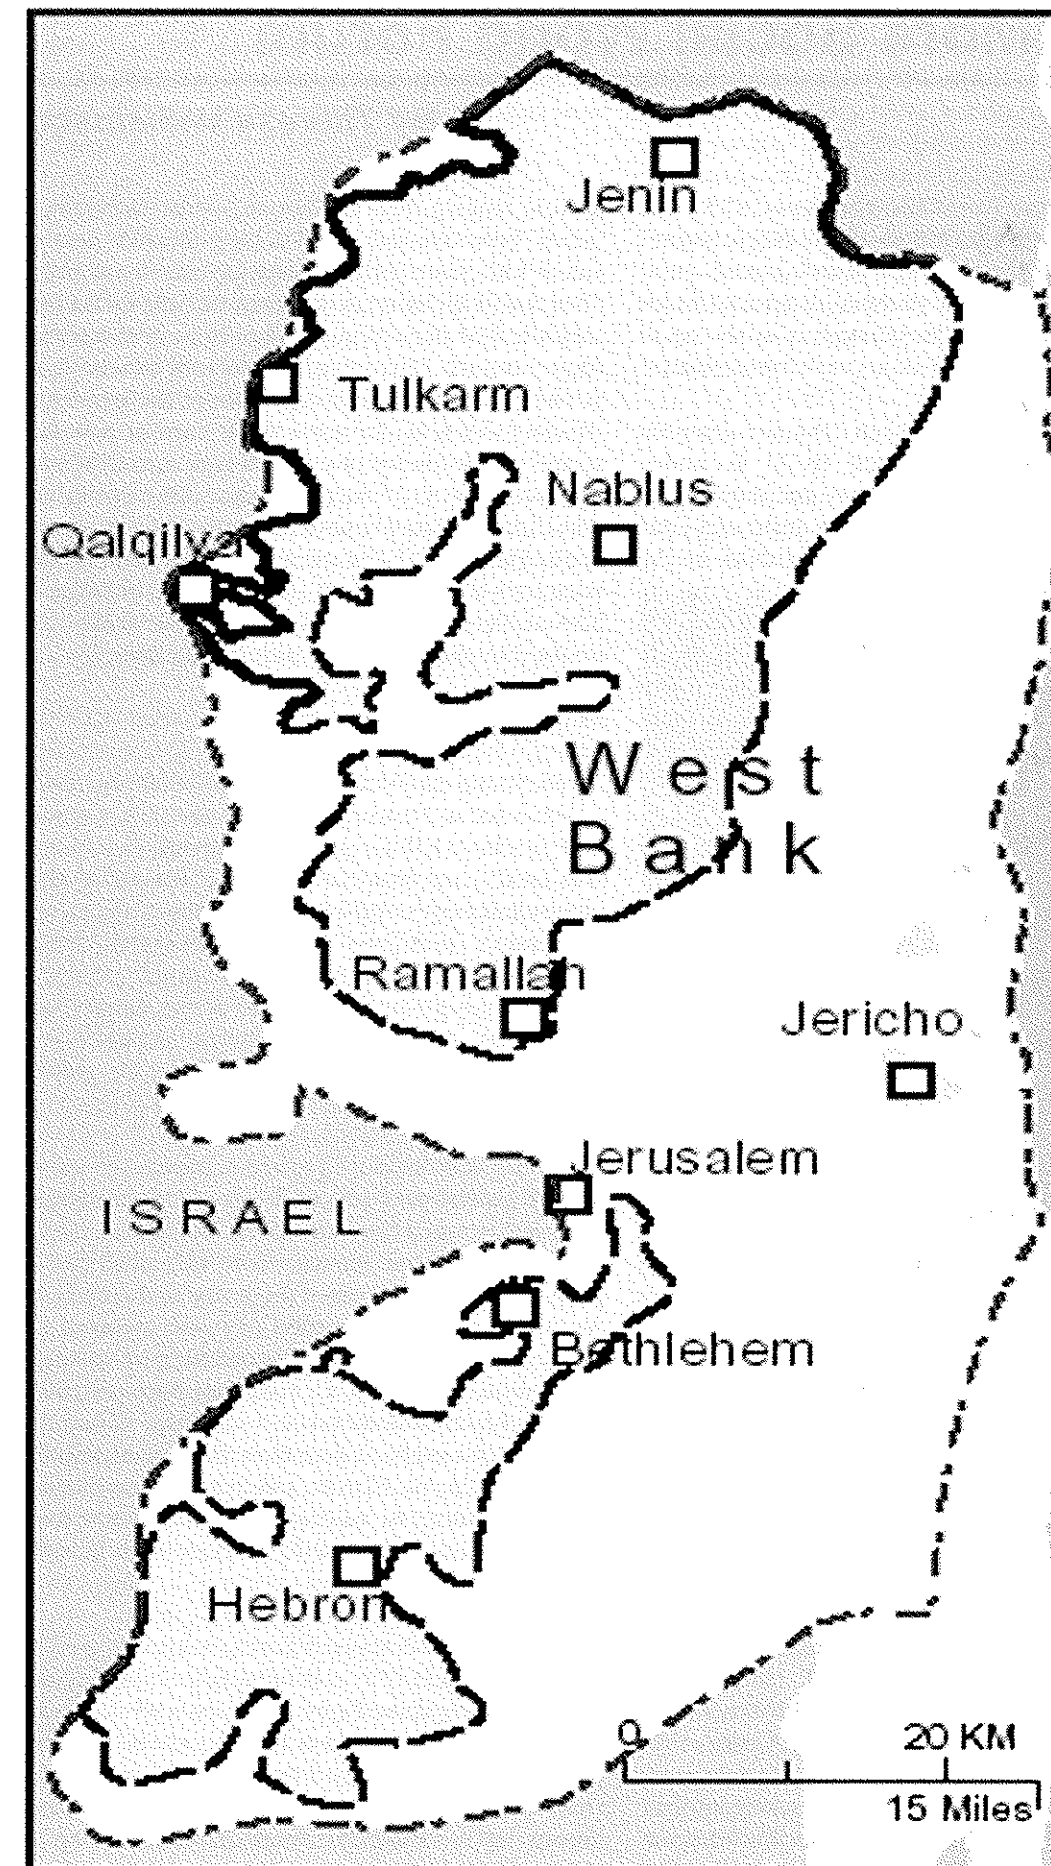 Jenin
Tulkarm
Nablus
Qalqilya
West
Bank
Ramallah
Jericho
Jerusalem
ISRAEL
Bethlehem
Hebron
0 20 KM
15 Miles